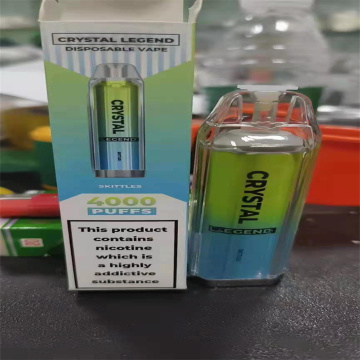 CRYSTAL LEGEND
DISPOSABLE VAPE
CRYSTAL
LEGEND
SKITTLES
4000
PUFFS
This product
contains
nicotine
which is
a highly
addictive
substance
CRYSTAL
LEGEND